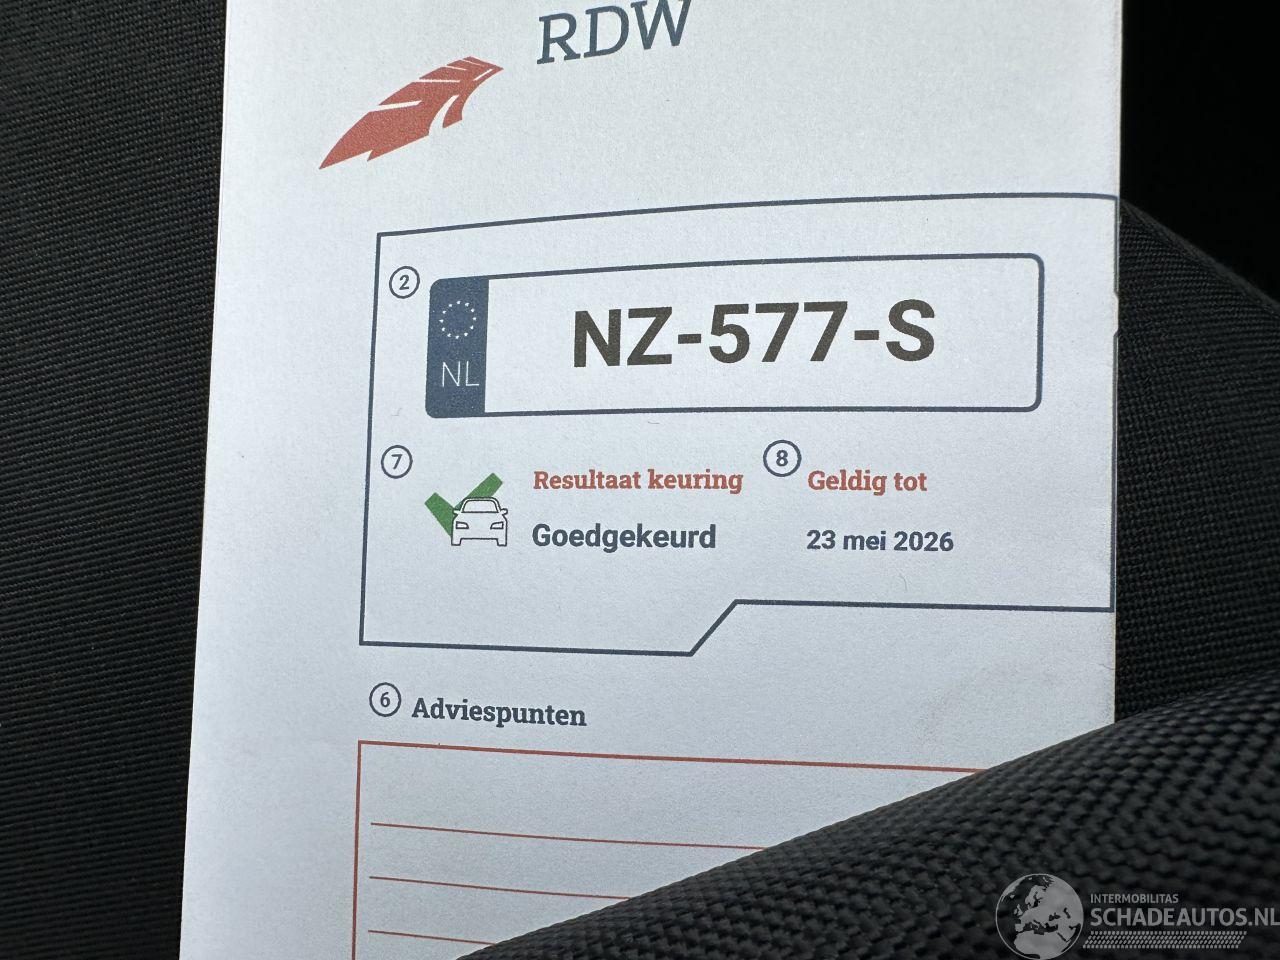 RDW
2
NL
NZ-577-S
7
Resultaat keuring
Goedgekeurd
8
Geldig tot
23 mei 2026
6 Adviespunten
INTERMOBILITAS
SCHADEAUTOS.NL